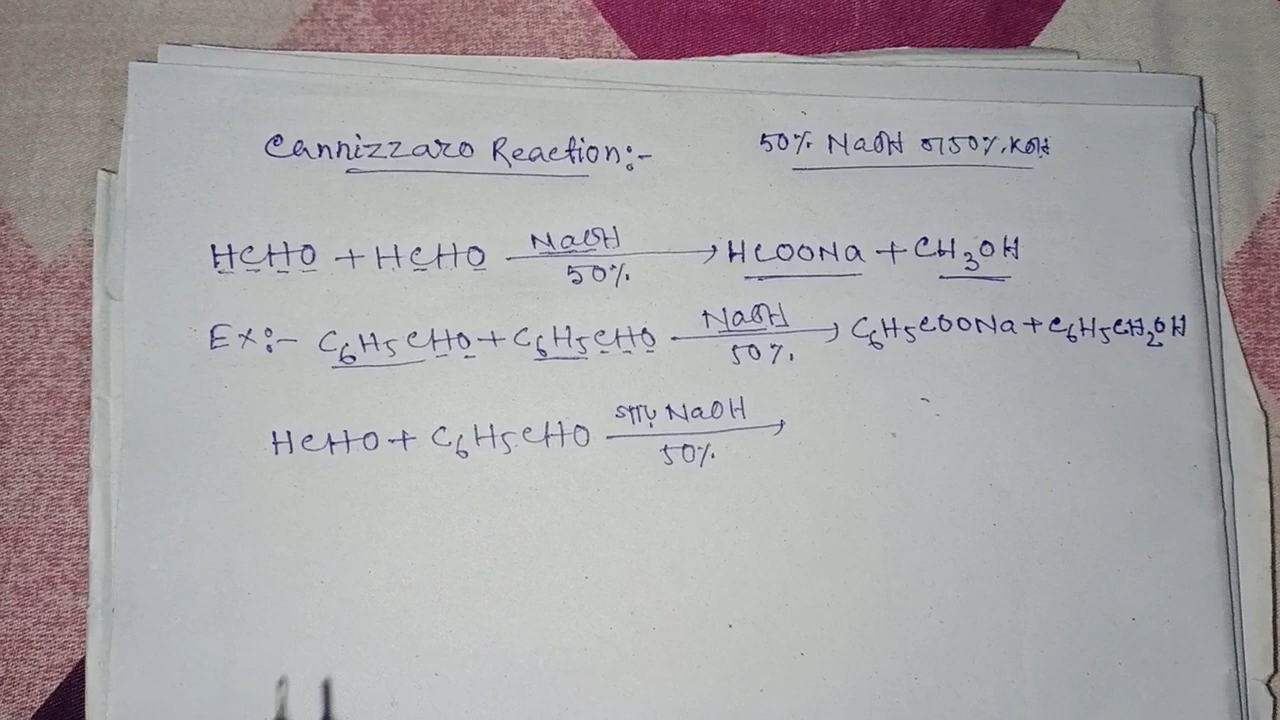 Cannizzaro Reaction:-
50% NaOH or 50% KOH
HCHO + HCHO NaOH 50% → HCOONa + CH3OH
Ex:- C6H5CHO + C6H5CHO NaOH 50% → C6H5COONa + C6H5CH2OH
HCHO + C6H5CHO NaOH 50% →